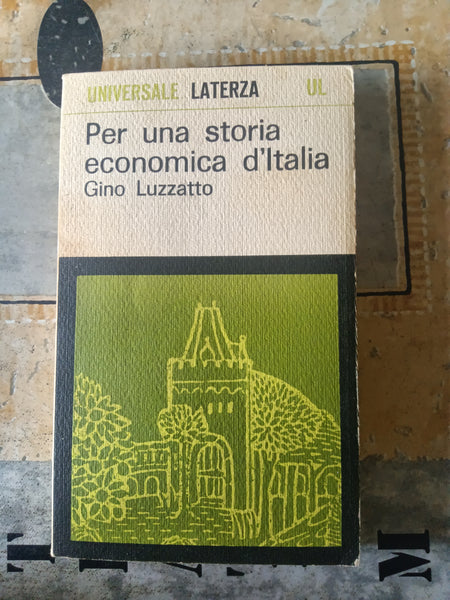 UNIVERSALE LATERZA UL
Per una storia
economica d'Italia
Gino Luzzatto
M